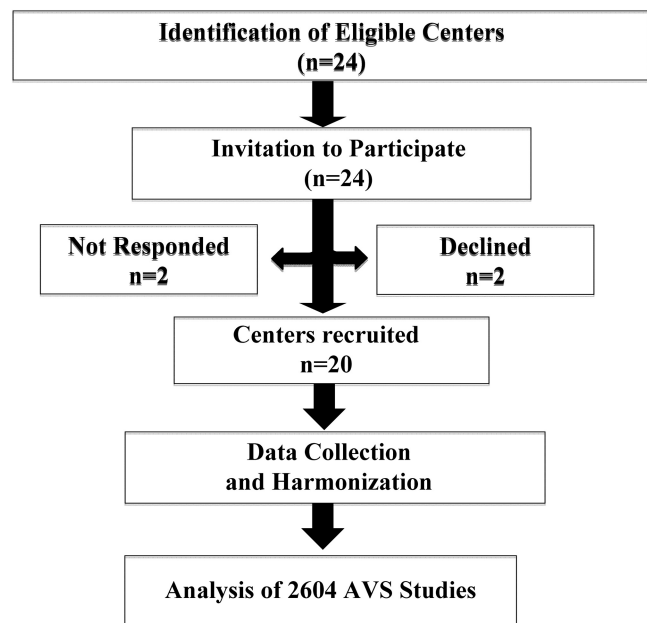 Identification of Eligible Centers
(n=24)
Invitation to Participate
(n=24)
Not Responded
n=2
Declined
n=2
Centers recruited
n=20
Data Collection
and Harmonization
Analysis of 2604 AVS Studies